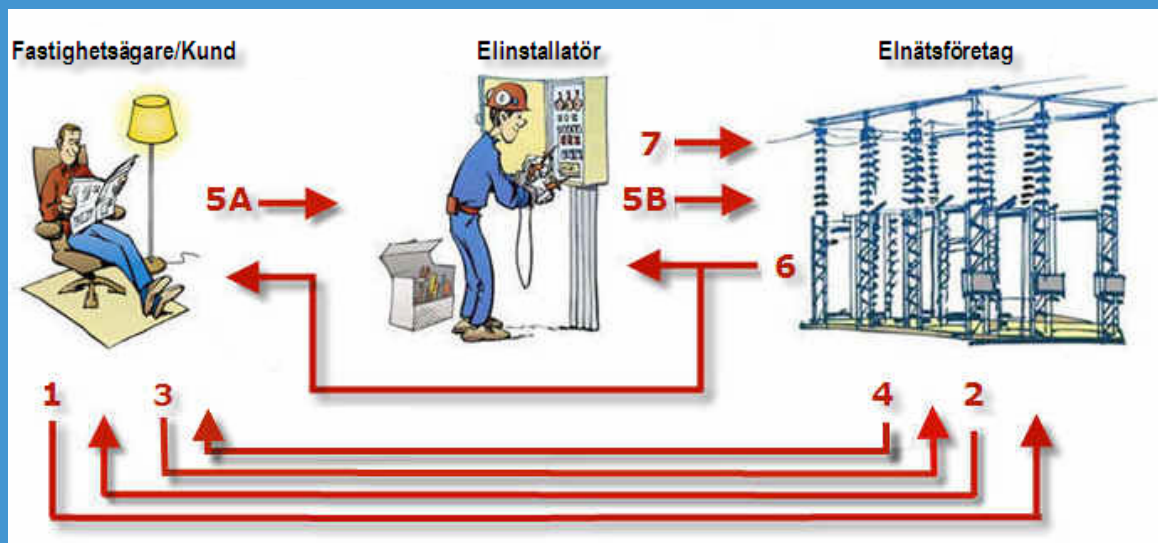 Fastighetsägare/Kund
Elinstallatör
Elnätsföretag
7
5A
5B
6
1
3
4
2